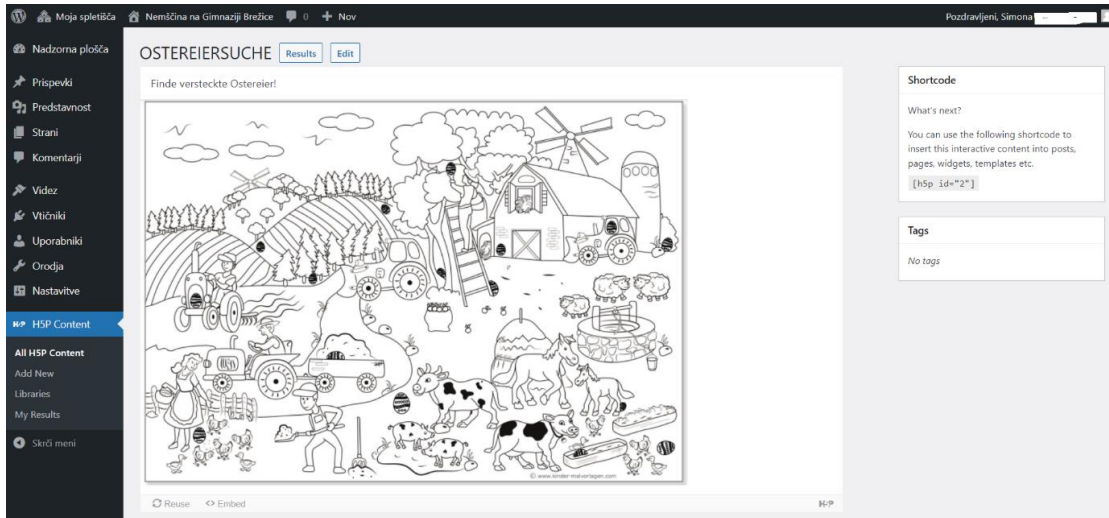 Moja spletišča Nemščina na Gimnaziji Brežice 0 + Nov Pozdravljeni, Simona
Nadzorna plošča
Prispevki
Predstavnost
Strani
Komentarji
Videz
Vtičniki
Uporabniki
Orodja
Nastavitve
H5P H5P Content
All H5P Content
Add New
Libraries
My Results
Skrči meni
OSTEREIERSUCHE Results Edit
Finde versteckte Ostereier!
© www.kinder-malvorlagen.com
Reuse <> Embed H5P
Shortcode
What's next?
You can use the following shortcode to
insert this interactive content into posts,
pages, widgets, templates etc.
[h5p id="2"]
Tags
No tags